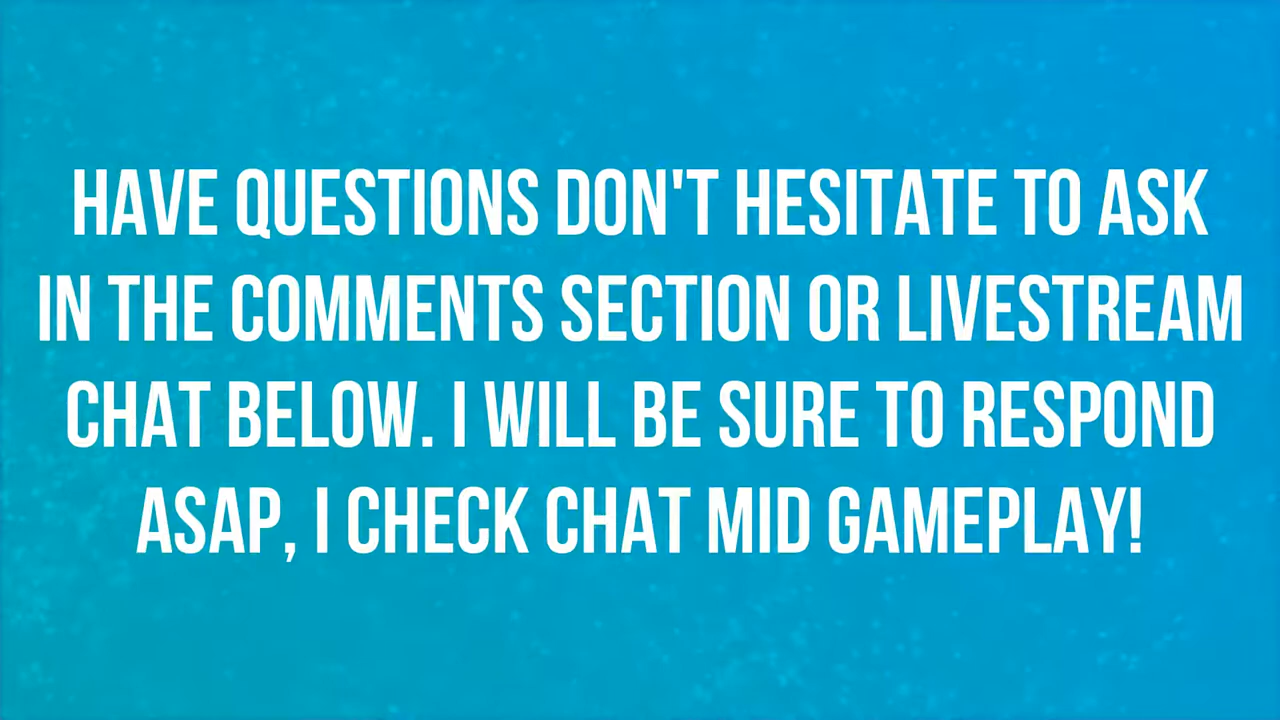 HAVE QUESTIONS DON'T HESITATE TO ASK
IN THE COMMENTS SECTION OR LIVESTREAM
CHAT BELOW. I WILL BE SURE TO RESPOND
ASAP, I CHECK CHAT MID GAMEPLAY!